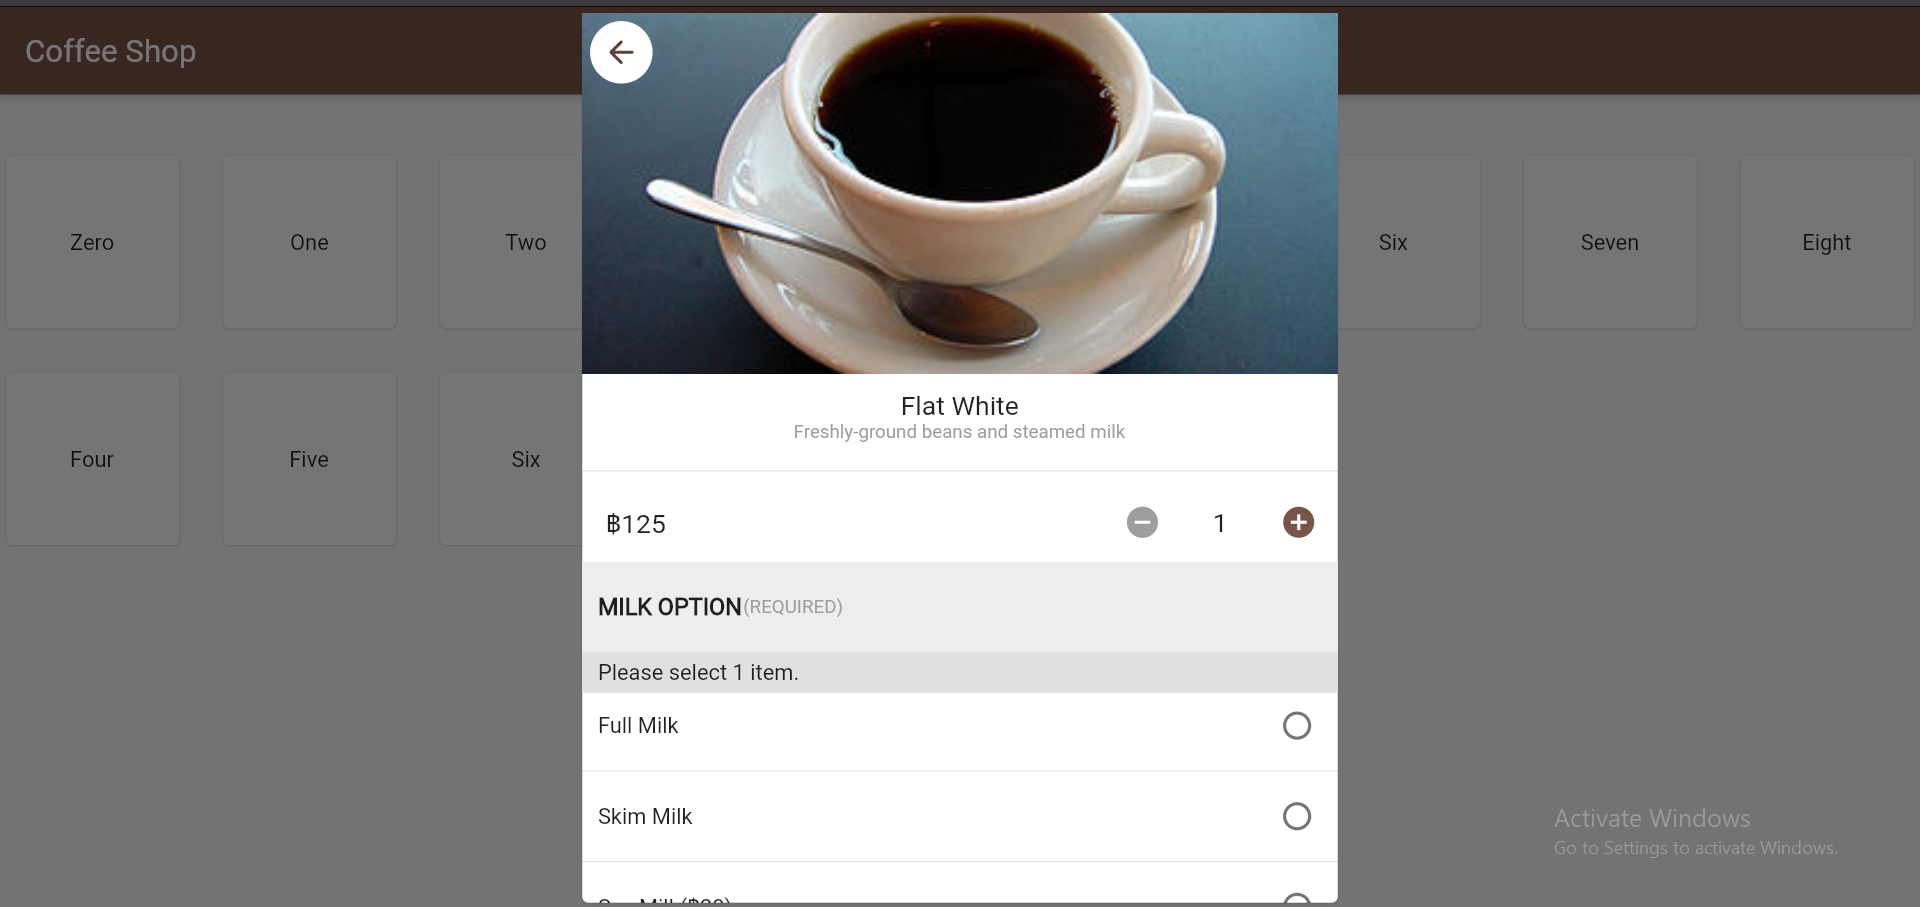 Coffee Shop
Zero
One
Two
Six
Seven
Eight
Four
Five
Six
Flat White
Freshly-ground beans and steamed milk
฿125
1
MILK OPTION(REQUIRED)
Please select 1 item.
Full Milk
Skim Milk
Milk
Activate Windows
Go to Settings to activate Windows.